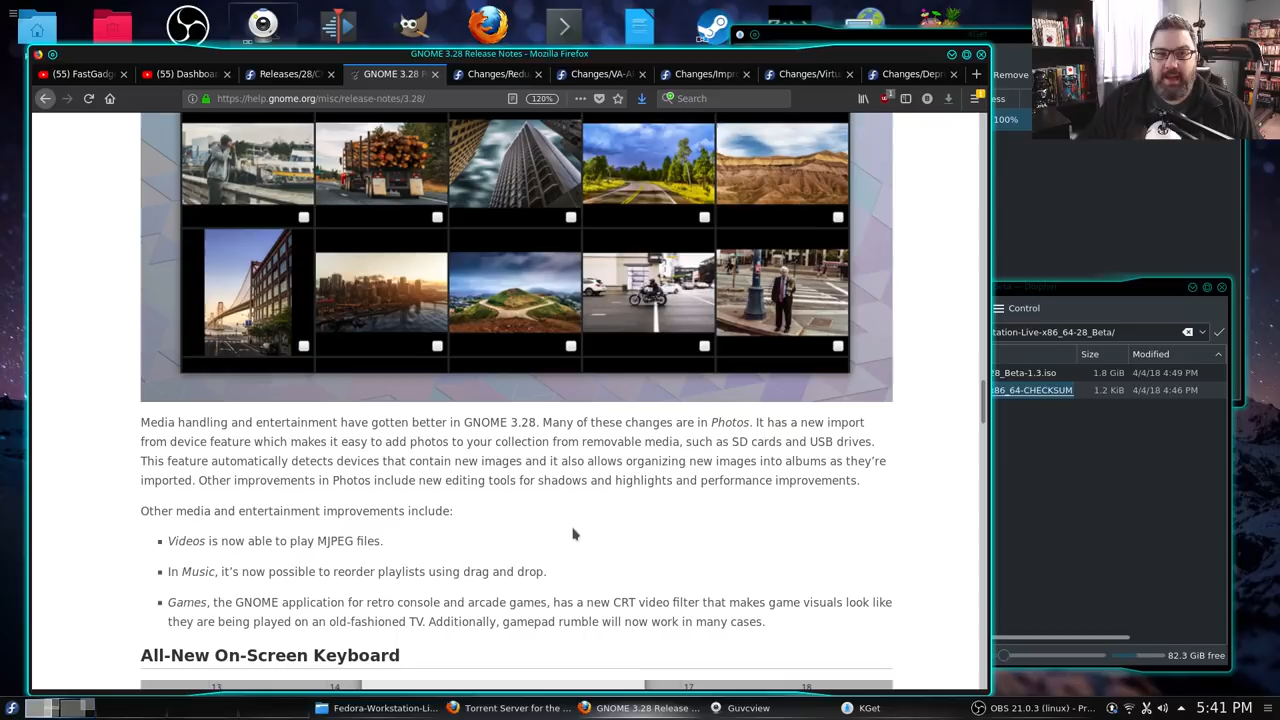 GNOME 3.28 Release Notes - Mozilla Firefox
(55) FastGadg
(55) Dashboa
Releases/28/C
GNOME 3.28 R
Changes/Redu
Changes/VA-A
Changes/Impr
Changes/Virtu
Changes/Depr
https://help.gnome.org/misc/release-notes/3.28/
120%
Search
Remove
100%
Control
tation-Live-x86_64-28_Beta/
Size
Modified
28_Beta-1.3.iso
1.8 GiB
4/4/18 4:49 PM
x86_64-CHECKSUM
1.2 KiB
4/4/18 4:46 PM
82.3 GiB free
Media handling and entertainment have gotten better in GNOME 3.28. Many of these changes are in Photos. It has a new import
from device feature which makes it easy to add photos to your collection from removable media, such as SD cards and USB drives.
This feature automatically detects devices that contain new images and it also allows organizing new images into albums as they're
imported. Other improvements in Photos include new editing tools for shadows and highlights and performance improvements.
Other media and entertainment improvements include:
Videos is now able to play MJPEG files.
In Music, it's now possible to reorder playlists using drag and drop.
Games, the GNOME application for retro console and arcade games, has a new CRT video filter that makes game visuals look like
they are being played on an old-fashioned TV. Additionally, gamepad rumble will now work in many cases.
All-New On-Screen Keyboard
13
14
17
18
Fedora-Workstation-Li...
Torrent Server for the ...
GNOME 3.28 Release ...
Guvcview
KGet
OBS 21.0.3 (linux) - Pr...
5:41 PM